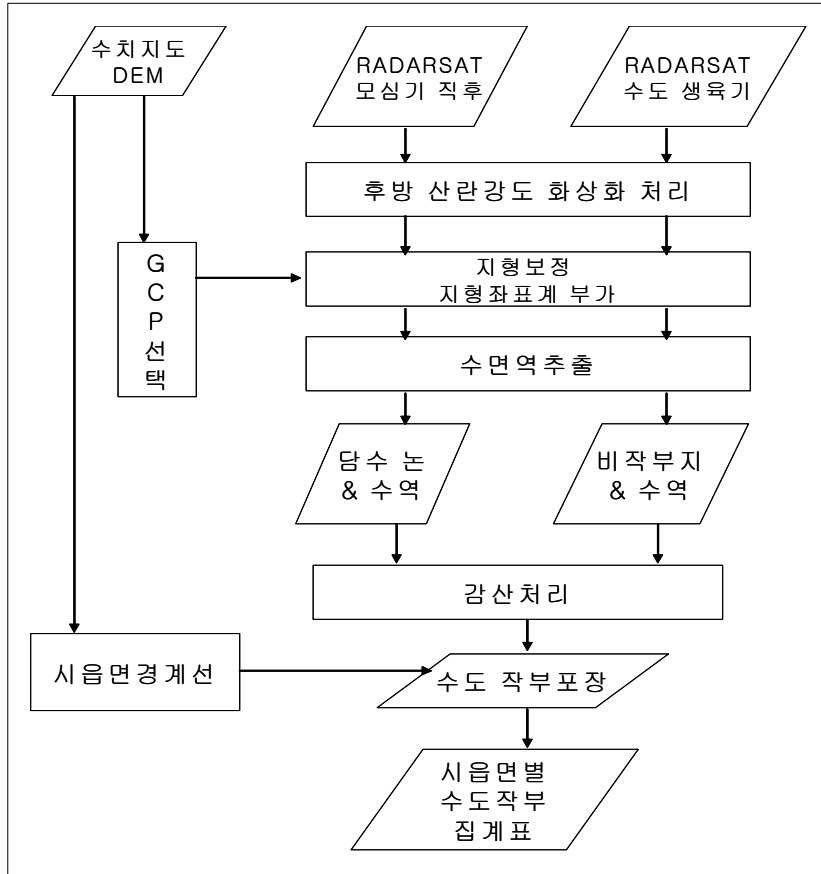 수치지도
DEM
RADARSAT
모심기 직후
RADARSAT
수도 생육기
후방 산란강도 화상화 처리
G
C
P
선
택
지형보정
지형좌표계 부가
수면역추출
담수 논
& 수역
비작부지
& 수역
감산처리
시읍면경계선
수도 작부포장
시읍면별
수도작부
집계표